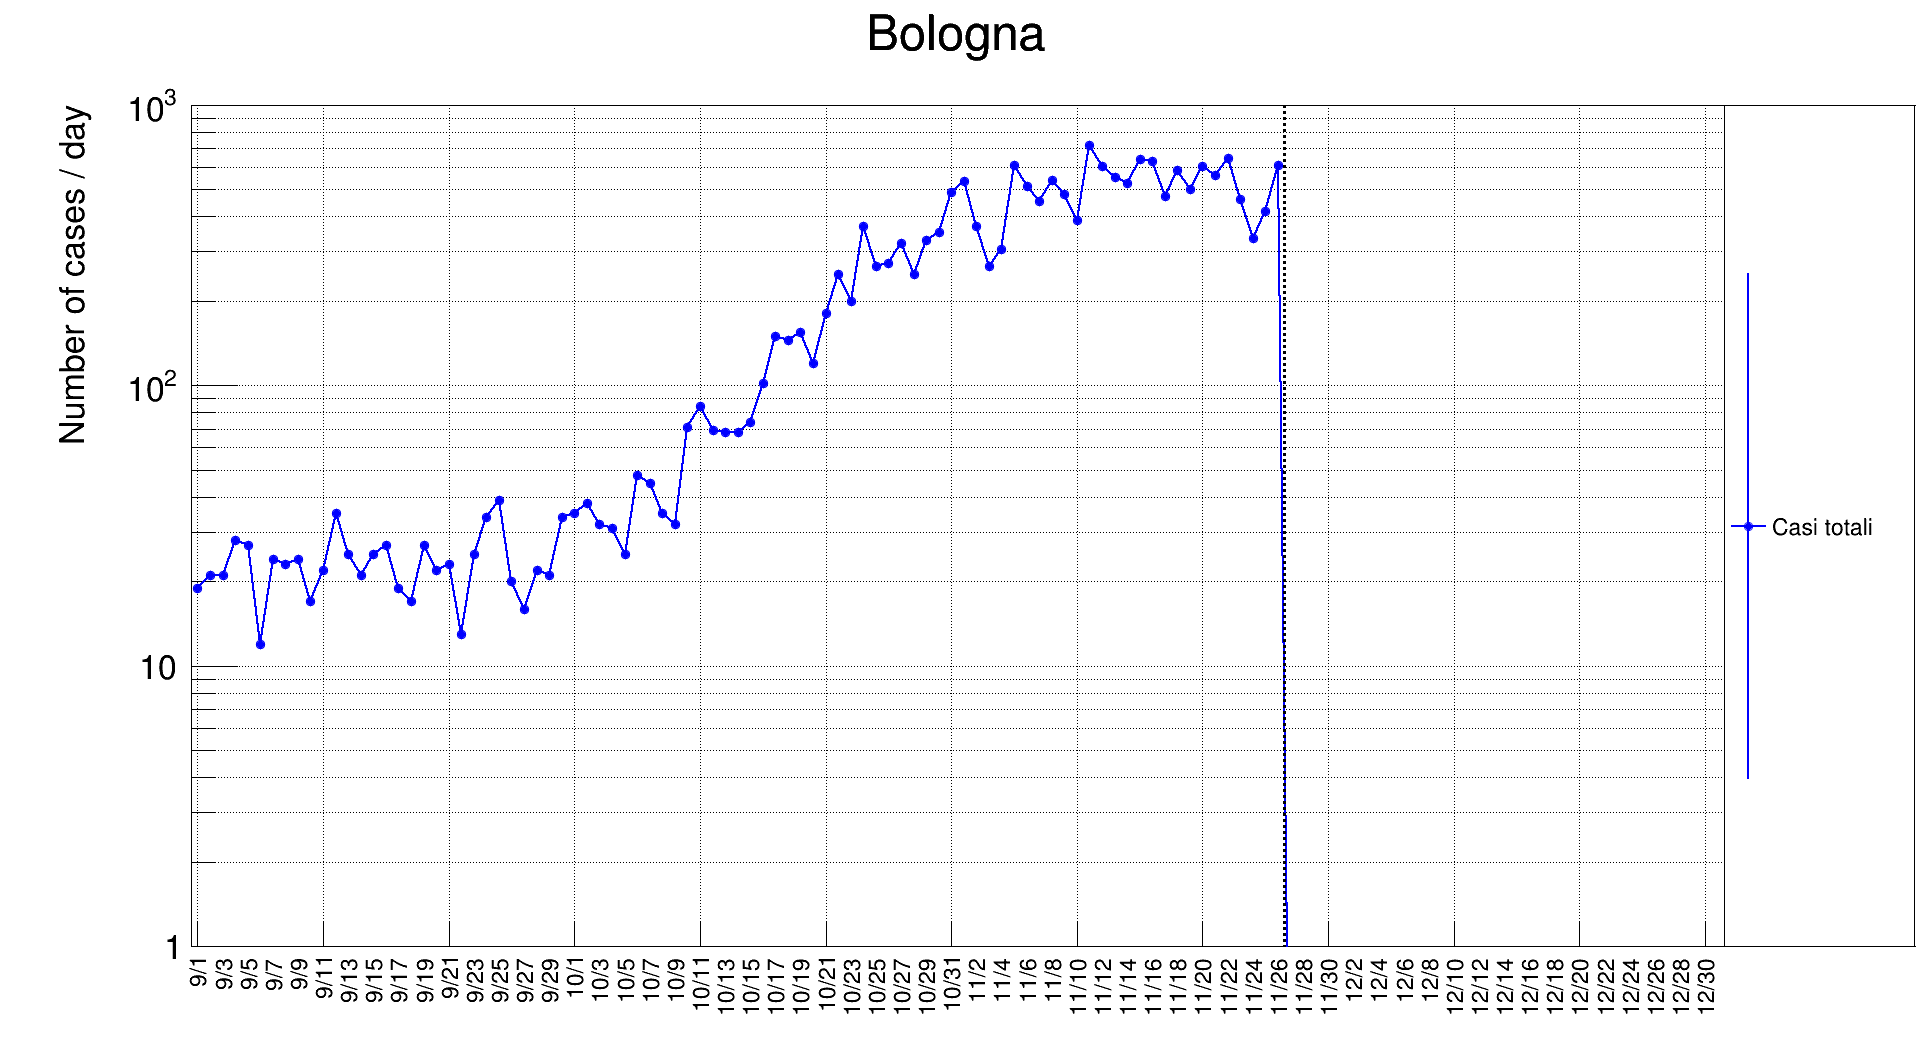 Bologna
Number of cases / day
10³
10²
10
1
9/1 9/3 9/5 9/7 9/9 9/11 9/13 9/15 9/17 9/19 9/21 9/23 9/25 9/27 9/29 10/1 10/3 10/5 10/7 10/9 10/11 10/13 10/15 10/17 10/19 10/21 10/23 10/25 10/27 10/29 10/31 11/2 11/4 11/6 11/8 11/10 11/12 11/14 11/16 11/18 11/20 11/22 11/24 11/26 11/28 11/30 12/2 12/4 12/6 12/8 12/10 12/12 12/14 12/16 12/18 12/20 12/22 12/24 12/26 12/28 12/30
Casi totali